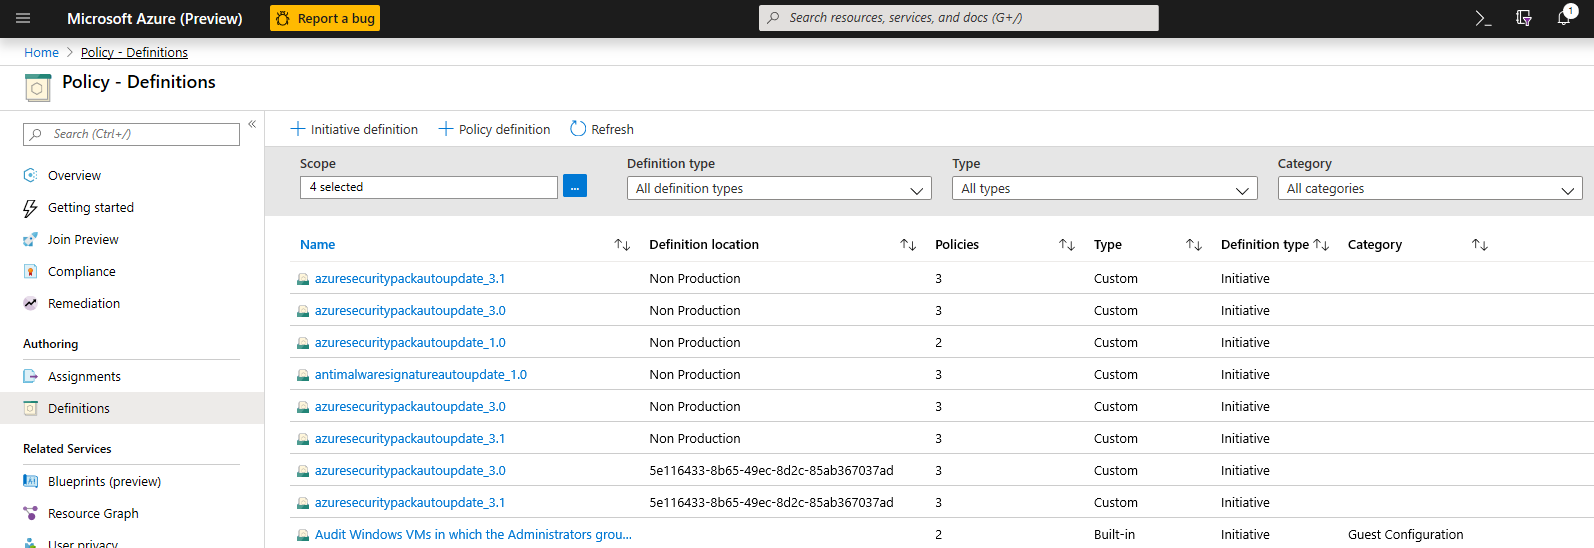 Microsoft Azure (Preview) Report a bug Search resources, services, and docs (G+/) 1
Home > Policy - Definitions
Policy - Definitions
Search (Ctrl+/) «
Overview
Getting started
Join Preview
Compliance
Remediation
Authoring
Assignments
Definitions
Related Services
Blueprints (preview)
Resource Graph
User privacy
+ Initiative definition + Policy definition Refresh
Scope Definition type Type Category
4 selected ... All definition types All types All categories
Name Definition location Policies Type Definition type Category
azuresecuritypackautoupdate_3.1 Non Production 3 Custom Initiative
azuresecuritypackautoupdate_3.0 Non Production 3 Custom Initiative
azuresecuritypackautoupdate_1.0 Non Production 2 Custom Initiative
antimalwaresignatureautoupdate_1.0 Non Production 3 Custom Initiative
azuresecuritypackautoupdate_3.0 Non Production 3 Custom Initiative
azuresecuritypackautoupdate_3.1 Non Production 3 Custom Initiative
azuresecuritypackautoupdate_3.0 5e116433-8b65-49ec-8d2c-85ab367037ad 3 Custom Initiative
azuresecuritypackautoupdate_3.1 5e116433-8b65-49ec-8d2c-85ab367037ad 3 Custom Initiative
Audit Windows VMs in which the Administrators grou... 2 Built-in Initiative Guest Configuration